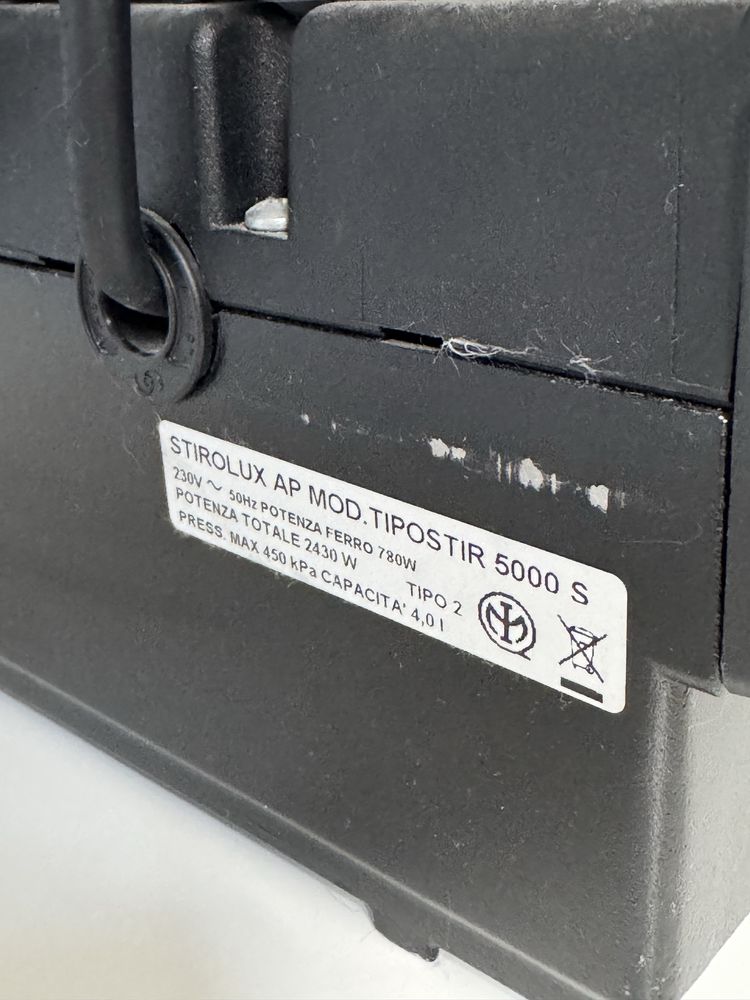 STIROLUX AP MOD.TIPOSTIR 5000 S
230V ~ 50Hz POTENZA FERRO 780W
POTENZA TOTALE 2430 W TIPO 2
PRESS. MAX 450 kPa CAPACITA' 4,0 l